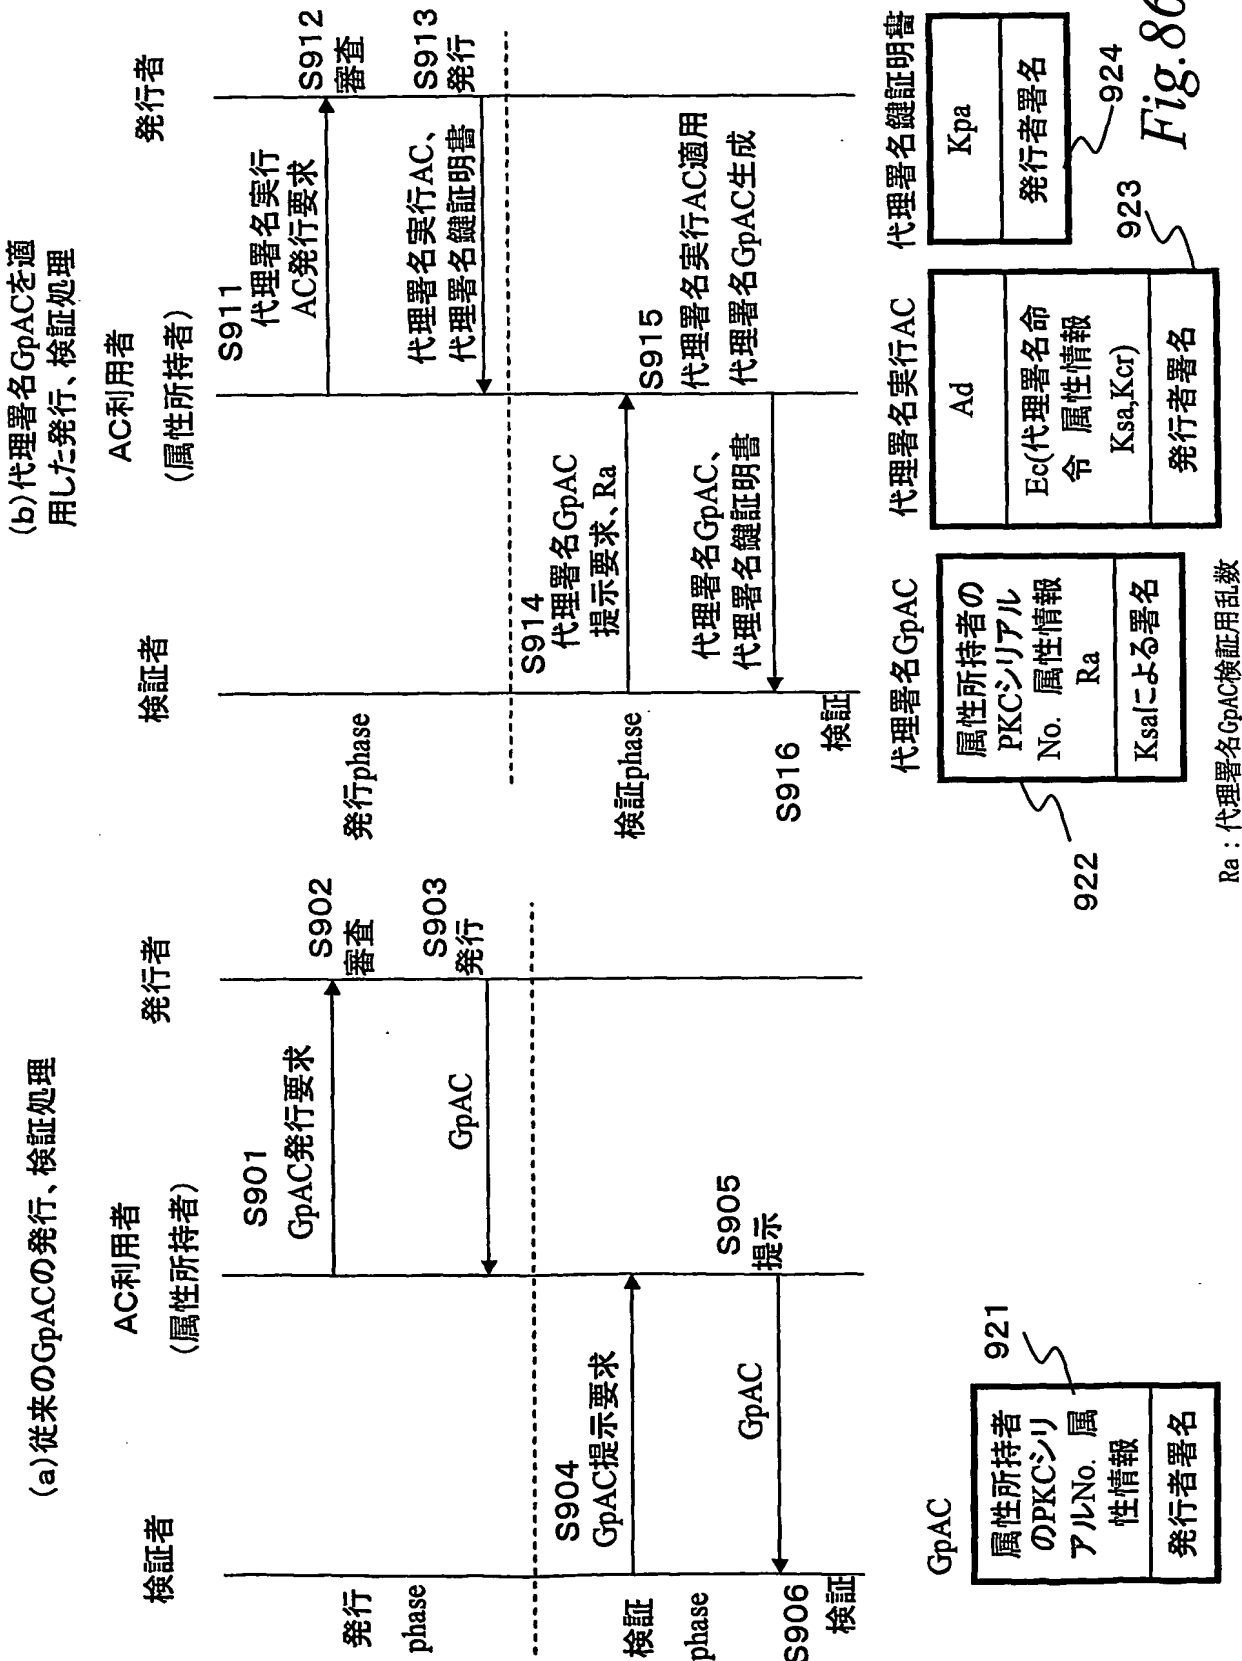 (a)従来のGpACの発行、検証処理
検証者
AC利用者
(属性所持者)
発行者
発行
phase
S901
GpAC発行要求
S902
審査
GpAC
S903
発行
検証
phase
S904
GpAC提示要求
S905
提示
GpAC
S906
検証
GpAC
属性所持者
のPKCシリ
アルNo. 属
性情報
発行者署名
921
(b)代理署名GpACを適
用した発行、検証処理
検証者
AC利用者
(属性所持者)
発行者
発行phase
S911
代理署名実行
AC発行要求
S912
審査
代理署名実行AC、
代理署名鍵証明書
S913
発行
検証phase
S914
代理署名GpAC
提示要求、Ra
S915
代理署名実行AC適用
代理署名GpAC生成
代理署名GpAC、
代理署名鍵証明書
S916
検証
代理署名GpAC
属性所持者の
PKCシリアル
No. 属性情報
Ra
Ksaによる署名
922
代理署名実行AC
Ad
Ec(代理署名命
令 属性情報
Ksa,Kcr)
発行者署名
923
代理署名鍵証明書
Kpa
発行者署名
924
Ra：代理署名GpAC検証用乱数
Fig.86